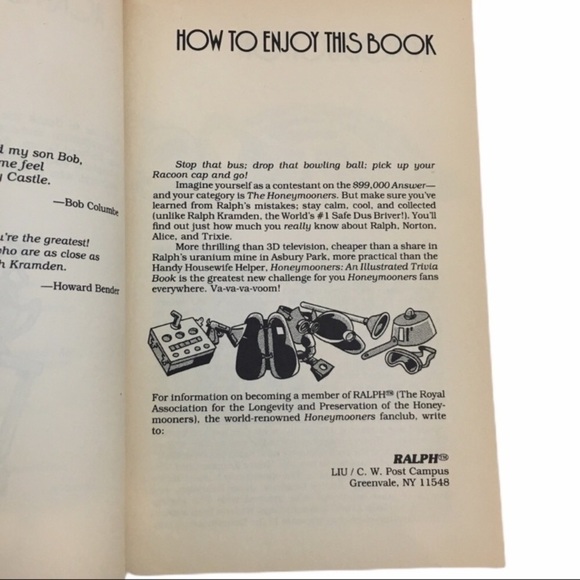 my son Bob,
me feel
Castle.
—Bob Columbe
're the greatest!
who are as close as
Kramden.
—Howard Bender
HOW TO ENJOY THIS BOOK
Stop that bus; drop that bowling ball; pick up your
Racoon cap and go!
Imagine yourself as a contestant on the $99,000 Answer—
and your category is The Honeymooners. But make sure you've
learned from Ralph's mistakes; stay calm, cool, and collected
(unlike Ralph Kramden, the World's #1 Safe Dus Briver!). You'll
find out just how much you really know about Ralph, Norton,
Alice, and Trixie.
More thrilling than 3D television, cheaper than a share in
Ralph's uranium mine in Asbury Park, more practical than the
Handy Housewife Helper, Honeymooners: An Illustrated Trivia
Book is the greatest new challenge for you Honeymooners fans
everywhere. Va-va-va-voom!
For information on becoming a member of RALPH™ (The Royal
Association for the Longevity and Preservation of the Honey-
mooners), the world-renowned Honeymooners fanclub, write
to:
RALPH™
LIU / C. W. Post Campus
Greenvale, NY 11548